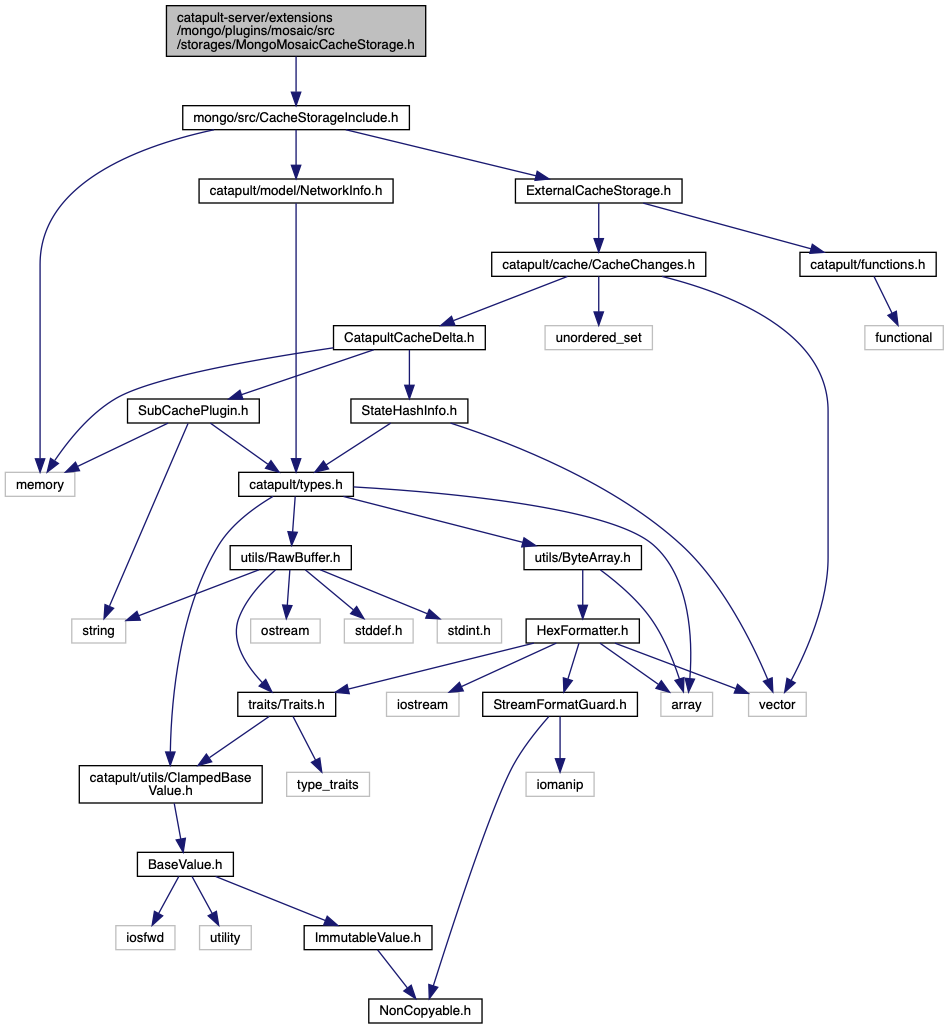 catapult-server/extensions
/mongo/plugins/mosaic/src
/storages/MongoMosaicCacheStorage.h
mongo/src/CacheStorageInclude.h
catapult/model/NetworkInfo.h
ExternalCacheStorage.h
catapult/cache/CacheChanges.h
catapult/functions.h
CatapultCacheDelta.h
unordered_set
functional
SubCachePlugin.h
StateHashInfo.h
memory
catapult/types.h
utils/RawBuffer.h
utils/ByteArray.h
string
ostream
stddef.h
stdint.h
HexFormatter.h
traits/Traits.h
iostream
StreamFormatGuard.h
array
vector
catapult/utils/ClampedBase
Value.h
type_traits
iomanip
BaseValue.h
iosfwd
utility
ImmutableValue.h
NonCopyable.h